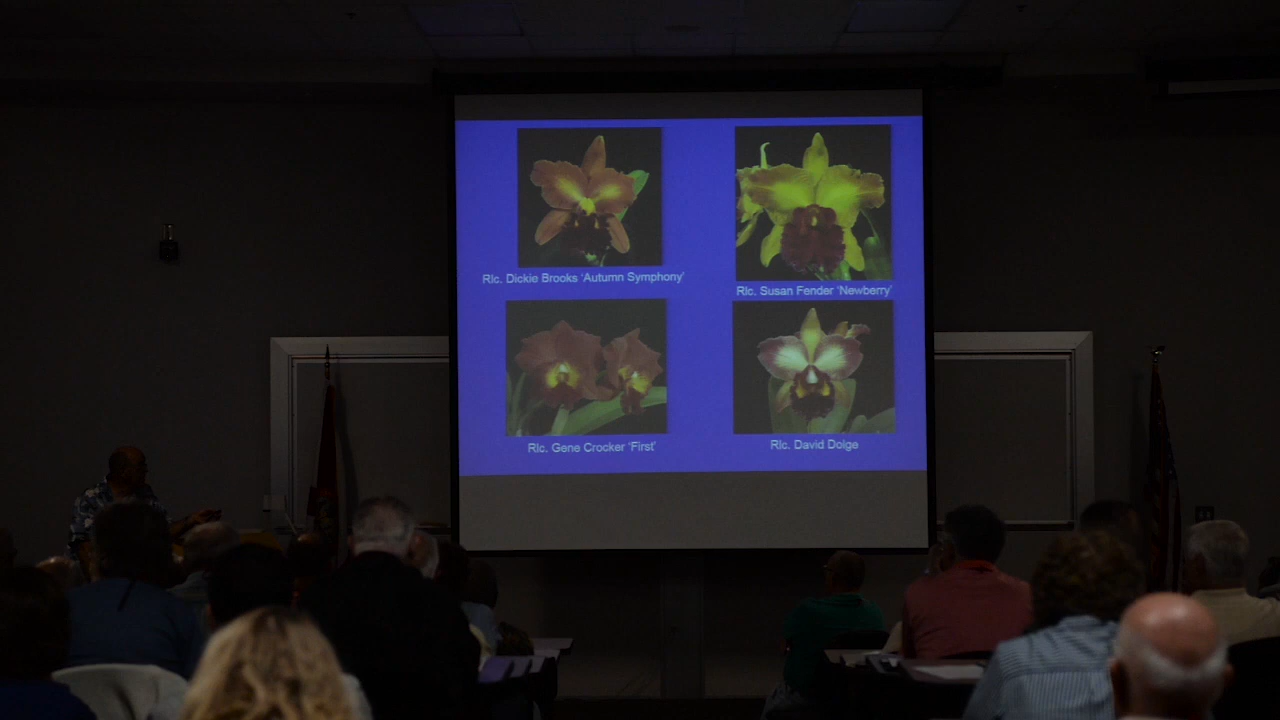 Rlc. Dickie Brooks 'Autumn Symphony'
Rlc. Susan Fender 'Newberry'
Rlc. Gene Crocker 'First'
Rlc. David Dolge